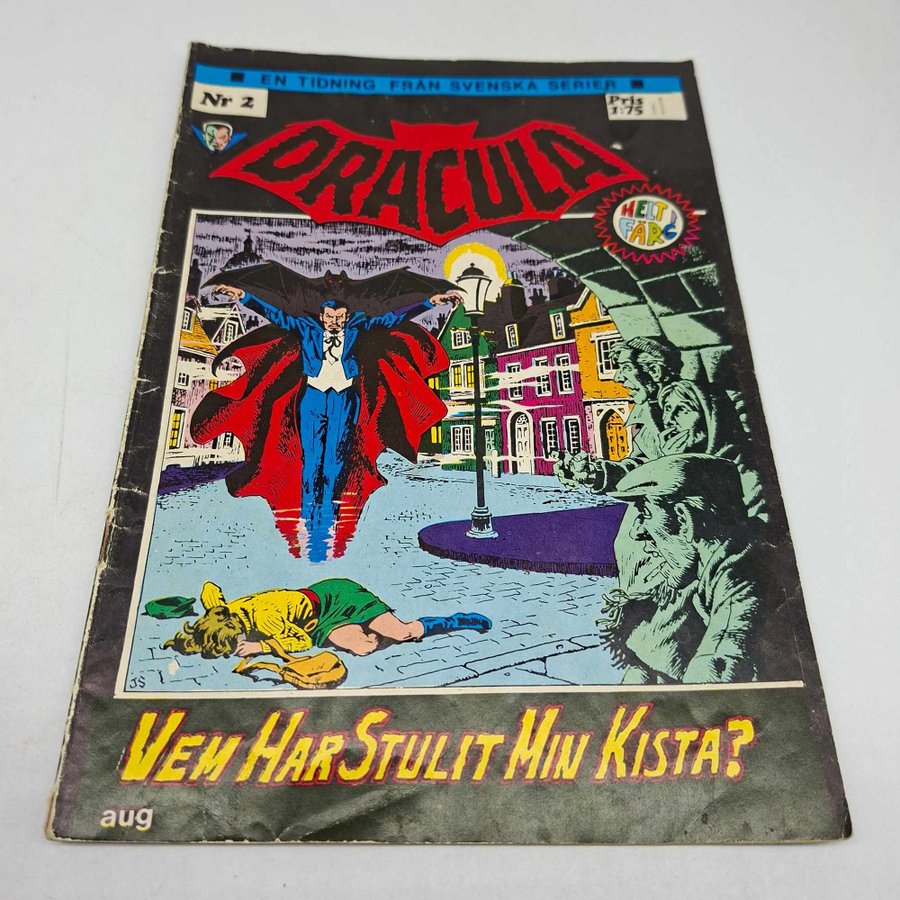 ■ EN TIDNING FRÅN SVENSKA SERIER ■
Nr 2
Pris
1:75
DRACULA
HELT I
FÄRG
JS
VEM HAR STULIT MIN KISTA?
aug